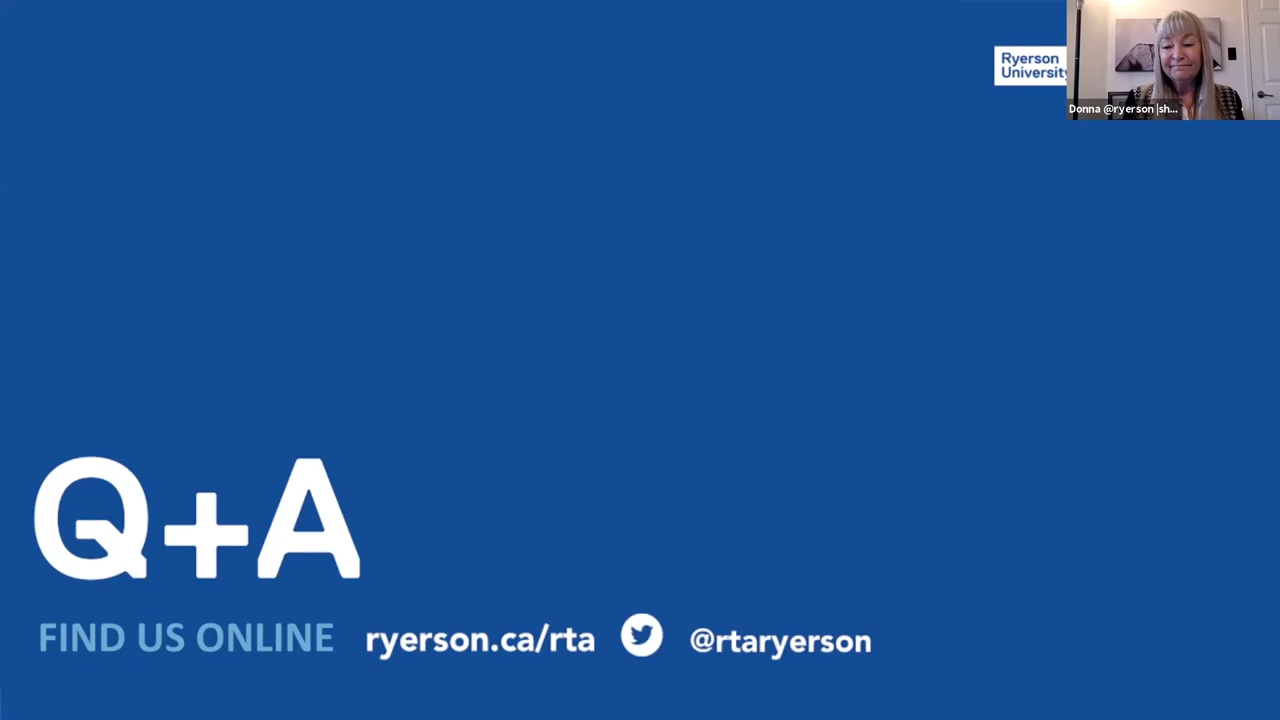 Ryerson
University
Donna @ryerson |sh...
Q+A
FIND US ONLINE ryerson.ca/rta @rtaryerson